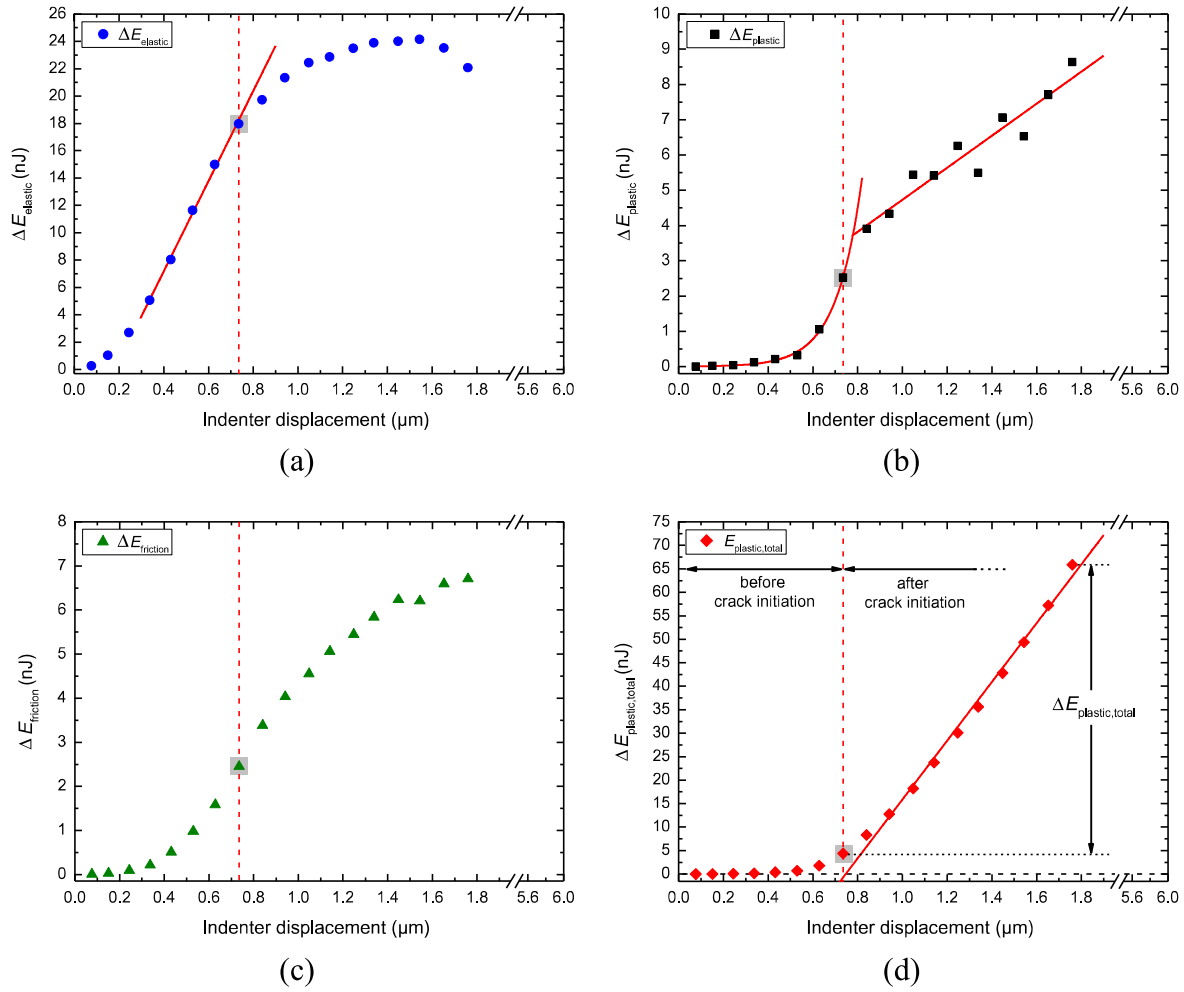 ΔE_elastic
ΔE_elastic (nJ)
26
24
22
20
18
16
14
12
10
8
6
4
2
0
0.0 0.2 0.4 0.6 0.8 1.0 1.2 1.4 1.6 1.8 5.6 6.0
Indenter displacement (μm)
(a)
ΔE_plastic
ΔE_plastic (nJ)
10
9
8
7
6
5
4
3
2
1
0
0.0 0.2 0.4 0.6 0.8 1.0 1.2 1.4 1.6 1.8 5.6 6.0
Indenter displacement (μm)
(b)
ΔE_friction
ΔE_friction (nJ)
8
7
6
5
4
3
2
1
0
0.0 0.2 0.4 0.6 0.8 1.0 1.2 1.4 1.6 1.8 5.6 6.0
Indenter displacement (μm)
(c)
E_plastic,total
ΔE_plastic,total (nJ)
75
70
65
60
55
50
45
40
35
30
25
20
15
10
5
0
before
crack initiation
after
crack initiation
ΔE_plastic,total
0.0 0.2 0.4 0.6 0.8 1.0 1.2 1.4 1.6 1.8 5.6 6.0
Indenter displacement (μm)
(d)